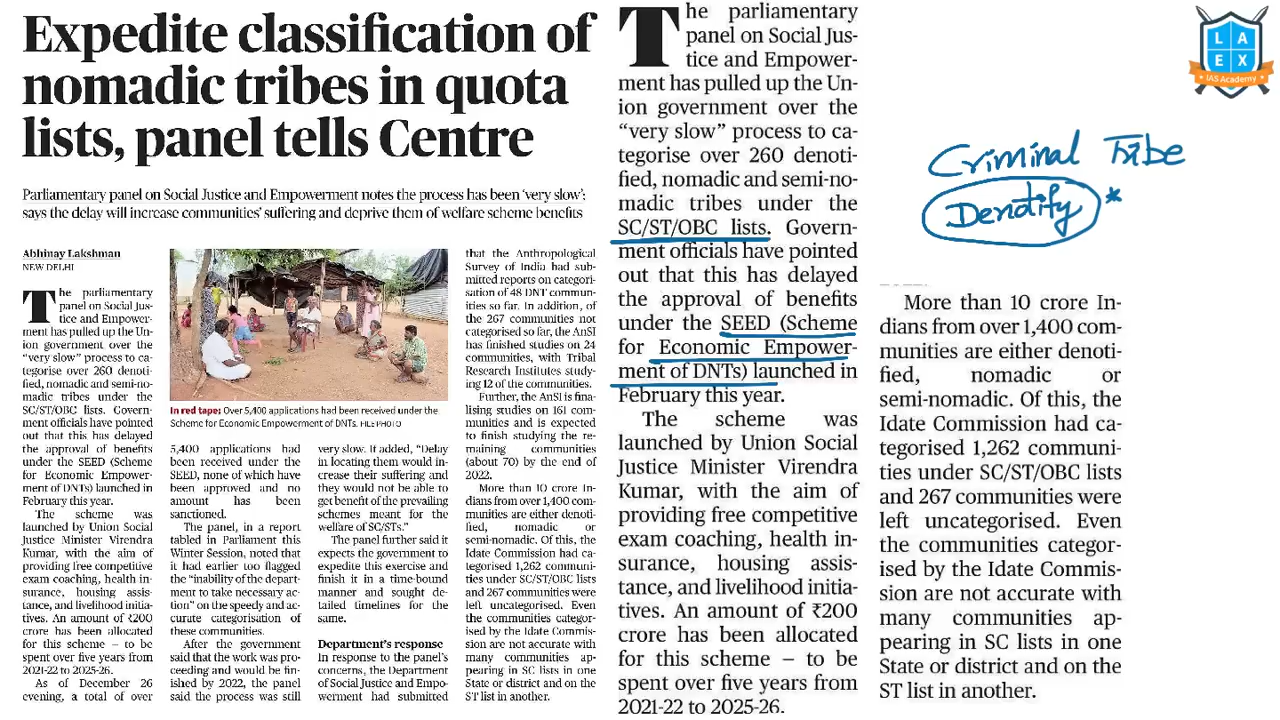 Expedite classification of
nomadic tribes in quota
lists, panel tells Centre
Parliamentary panel on Social Justice and Empowerment notes the process has been ‘very slow’;
says the delay will increase communities’ suffering and deprive them of welfare scheme benefits
Abhinay Lakshman
NEW DELHI
The parliamentary
panel on Social Jus-
tice and Empower-
ment has pulled up the Un-
ion government over the
“very slow” process to ca-
tegorise over 260 denoti-
fied, nomadic and semi-no-
madic tribes under the
SC/ST/OBC lists. Govern-
ment officials have pointed
out that this has delayed
the approval of benefits
under the SEED (Scheme
for Economic Empower-
ment of DNTs) launched in
February this year.
The scheme was
launched by Union Social
Justice Minister Virendra
Kumar, with the aim of
providing free competitive
exam coaching, health in-
surance, housing assis-
tance, and livelihood initia-
tives. An amount of ₹200
crore has been allocated
for this scheme – to be
spent over five years from
2021-22 to 2025-26.
As of December 26
evening, a total of over
In red tape: Over 5,400 applications had been received under the
Scheme for Economic Empowerment of DNTs. FILE PHOTO
5,400 applications had
been received under the
SEED, none of which have
been approved and no
amount has been
sanctioned.
The panel, in a report
tabled in Parliament this
Winter Session, noted that
it had earlier too flagged
the “inability of the depart-
ment to take necessary ac-
tion” on the speedy and ac-
curate categorisation of
these communities.
After the government
said that the work was pro-
ceeding and would be fin-
ished by 2022, the panel
said the process was still
very slow. It added, “Delay
in locating them would in-
crease their suffering and
they would not be able to
get benefit of the prevailing
schemes meant for the
welfare of SC/STs.”
The panel further said it
expects the government to
expedite this exercise and
finish it in a time-bound
manner and sought de-
tailed timelines for the
same.
Department’s response
In response to the panel’s
concerns, the Department
of Social Justice and Empo-
werment had submitted
that the Anthropological
Survey of India had sub-
mitted reports on categori-
sation of 48 DNT commun-
ities so far. In addition, of
the 267 communities not
categorised so far, the AnSI
has finished studies on 24
communities, with Tribal
Research Institutes study-
ing 12 of the communities.
Further, the AnSI is fina-
lising studies on 161 com-
munities and is expected
to finish studying the re-
maining communities
(about 70) by the end of
2022.
More than 10 crore In-
dians from over 1,400 com-
munities are either denoti-
fied, nomadic or
semi-nomadic. Of this, the
Idate Commission had ca-
tegorised 1,262 communi-
ties under SC/ST/OBC lists
and 267 communities were
left uncategorised. Even
the communities categor-
ised by the Idate Commis-
sion are not accurate with
many communities ap-
pearing in SC lists in one
State or district and on the
ST list in another.
The parliamentary
panel on Social Jus-
tice and Empower-
ment has pulled up the Un-
ion government over the
“very slow” process to ca-
tegorise over 260 denoti-
fied, nomadic and semi-no-
madic tribes under the
SC/ST/OBC lists. Govern-
ment officials have pointed
out that this has delayed
the approval of benefits
under the SEED (Scheme
for Economic Empower-
ment of DNTs) launched in
February this year.
The scheme was
launched by Union Social
Justice Minister Virendra
Kumar, with the aim of
providing free competitive
exam coaching, health in-
surance, housing assis-
tance, and livelihood initia-
tives. An amount of ₹200
crore has been allocated
for this scheme – to be
spent over five years from
2021-22 to 2025-26.
LAEX
IAS Academy
Criminal Tribe
Denotify *
More than 10 crore In-
dians from over 1,400 com-
munities are either denoti-
fied, nomadic or
semi-nomadic. Of this, the
Idate Commission had ca-
tegorised 1,262 communi-
ties under SC/ST/OBC lists
and 267 communities were
left uncategorised. Even
the communities categor-
ised by the Idate Commis-
sion are not accurate with
many communities ap-
pearing in SC lists in one
State or district and on the
ST list in another.